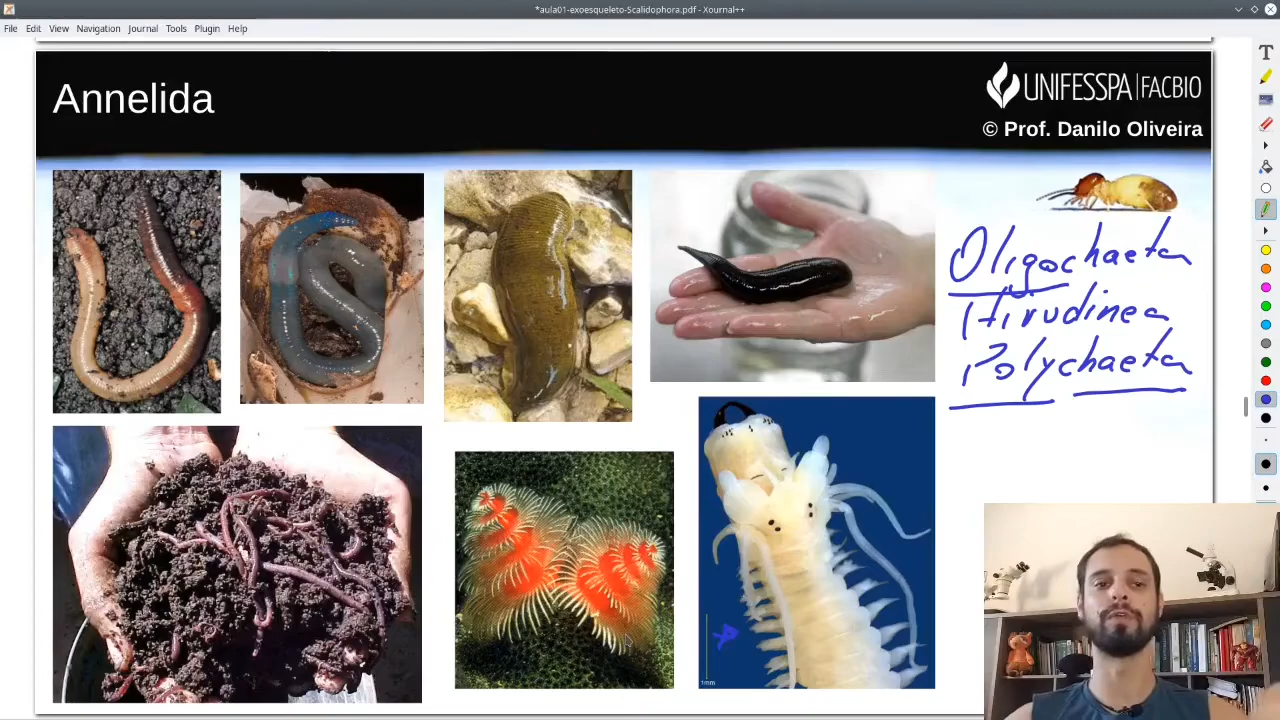 *aula01-exoesqueleto-Scalidophora.pdf - Xournal++
File Edit View Navigation Journal Tools Plugin Help
Annelida
UNIFESSPA | FACBIO
© Prof. Danilo Oliveira
Oligochaeta
Hirudinea
Polychaeta
1mm